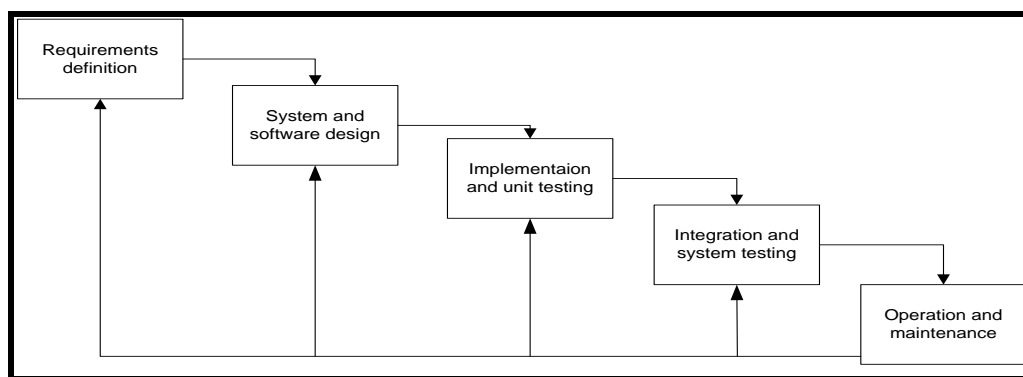 Requirements
definition
System and
software design
Implementaion
and unit testing
Integration and
system testing
Operation and
maintenance